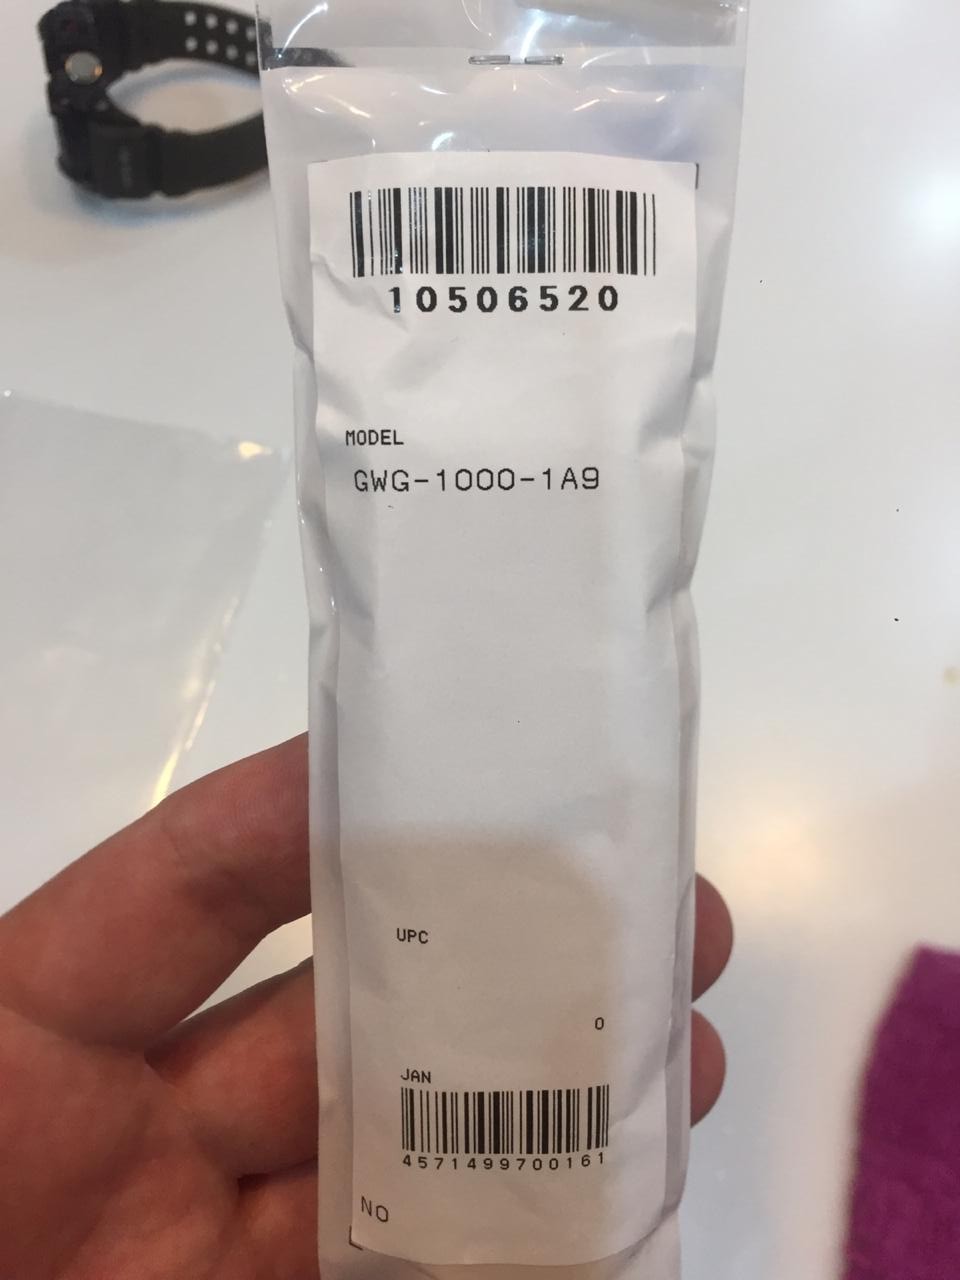 10506520
MODEL
GWG-1000-1A9
UPC
0
JAN
4571499700161
NO